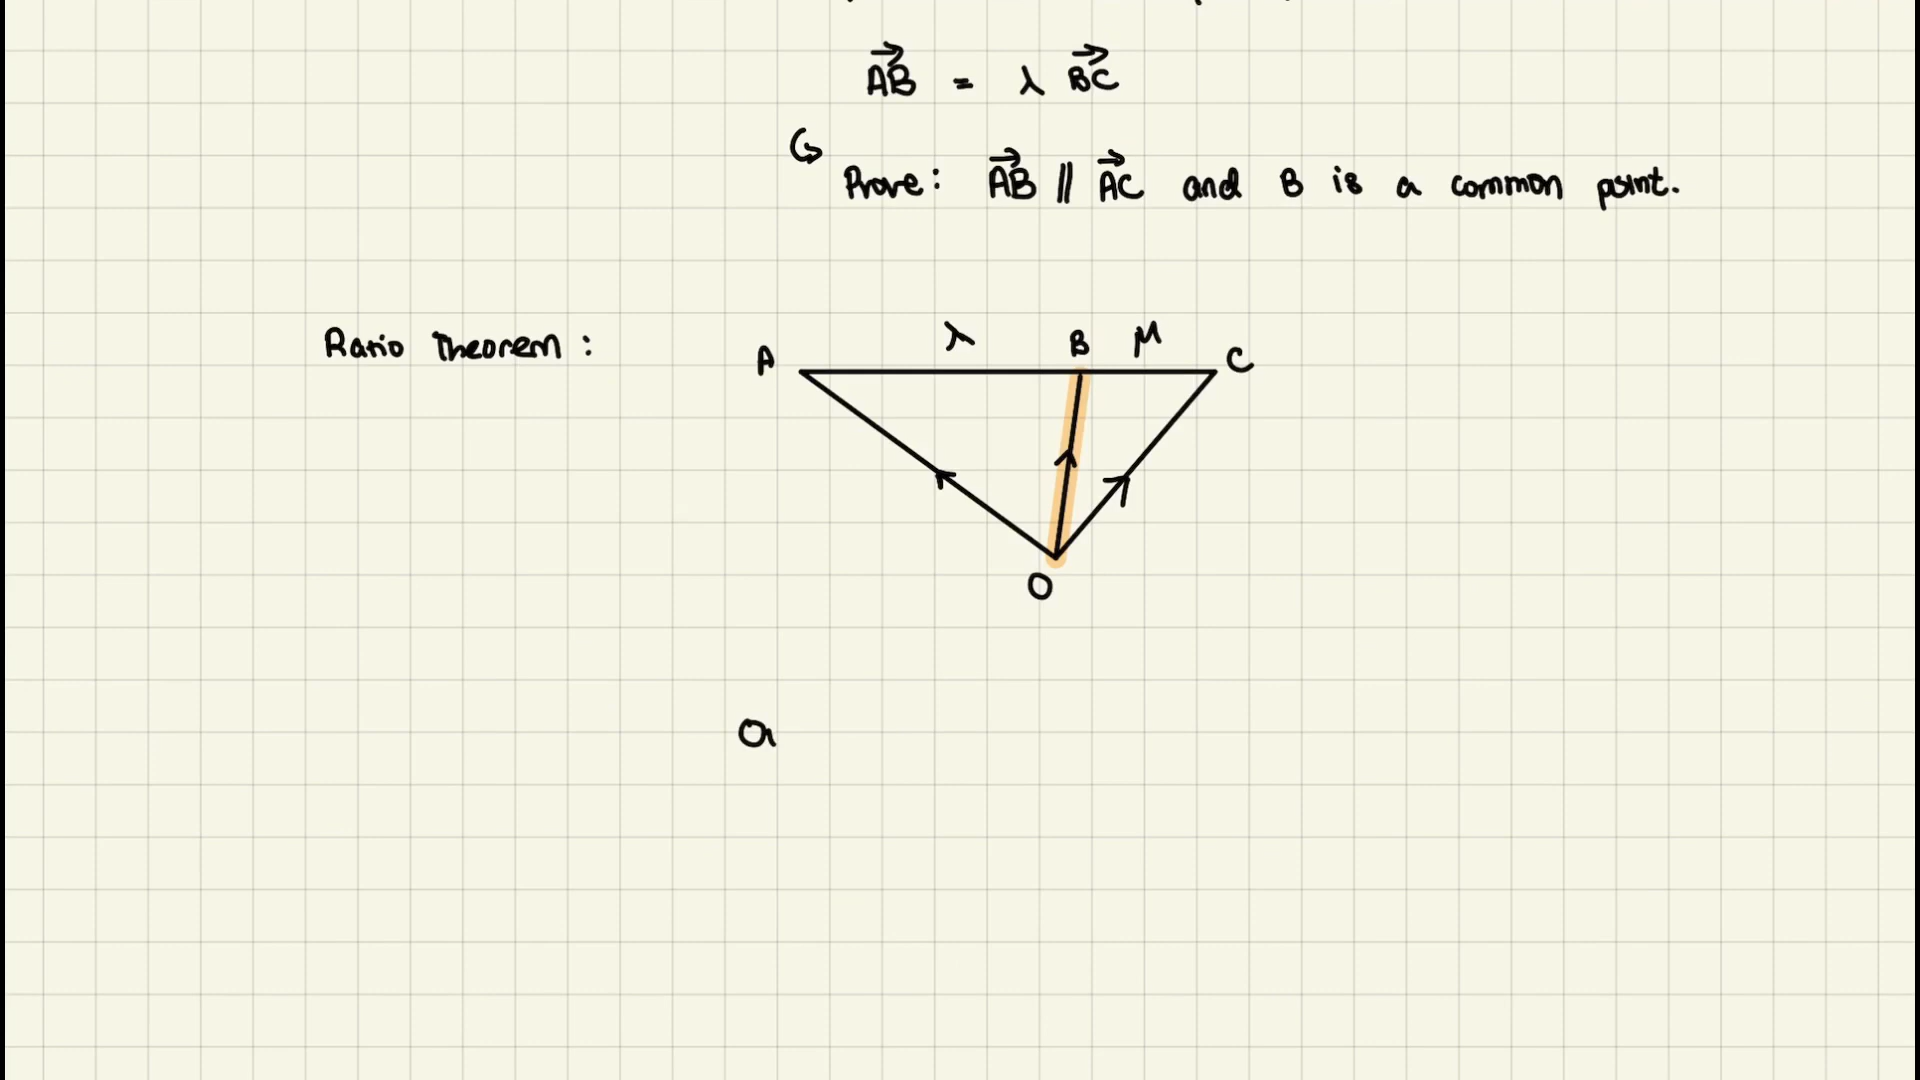 AB = λ BC
Prove: AB // AC and B is a common point.
Ratio Theorem :
A λ B μ C
O
a